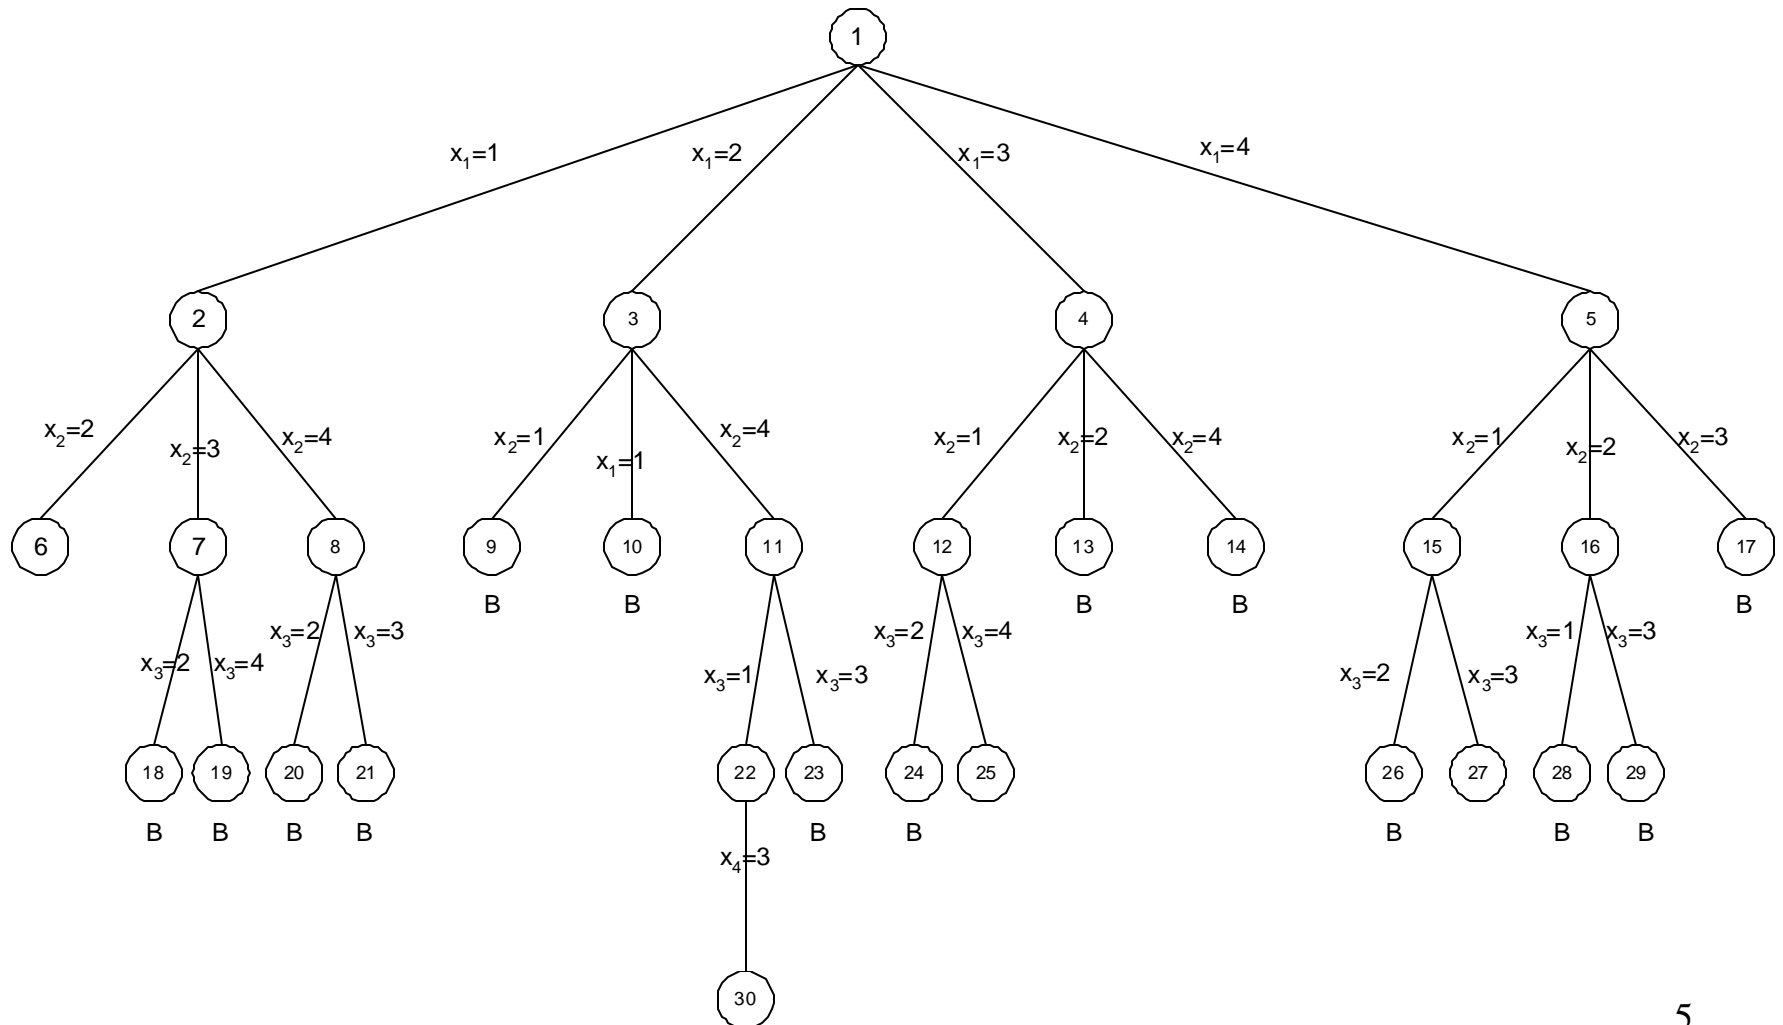 1
x1=1 x1=2 x1=3 x1=4
2 3 4 5
x2=2 x2=3 x2=4 x2=1 x1=1 x2=4 x2=1 x2=2 x2=4 x2=1 x2=2 x2=3
6 7 8 9 10 11 12 13 14 15 16 17
B B B B B
x3=2 x3=4 x3=2 x3=3 x3=1 x3=3 x3=2 x3=4 x3=2 x3=3 x3=1 x3=3
18 19 20 21 22 23 24 25 26 27 28 29
B B B B B B B B B
x4=3
30
5